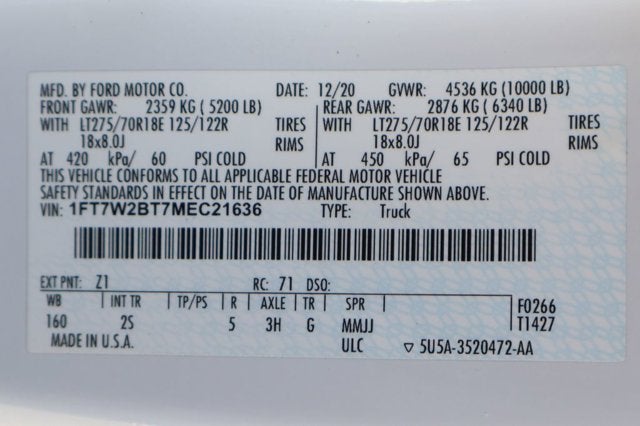 MFD. BY FORD MOTOR CO. DATE: 12/20 GVWR: 4536 KG (10000 LB)
FRONT GAWR: 2359 KG ( 5200 LB) REAR GAWR: 2876 KG ( 6340 LB)
WITH LT275/70R18E 125/122R TIRES LT275/70R18E 125/122R TIRES
18x8.0J RIMS 18x8.0J RIMS
AT 420 kPa/ 60 PSI COLD AT 450 kPa/ 65 PSI COLD
THIS VEHICLE CONFORMS TO ALL APPLICABLE FEDERAL MOTOR VEHICLE
SAFETY STANDARDS IN EFFECT ON THE DATE OF MANUFACTURE SHOWN ABOVE.
VIN: 1FT7W2BT7MEC21636 TYPE: Truck
EXT PNT: Z1 RC: 71 DSO:
WB INT TR TP/PS R AXLE TR SPR F0266
160 2S 5 3H G MMJJ T1427
MADE IN U.S.A. ULC ▽ 5U5A-3520472-AA